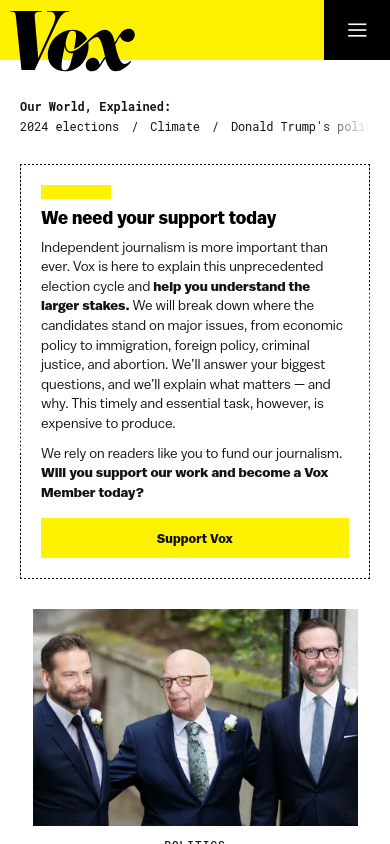 Vox
Our World, Explained:
2024 elections / Climate / Donald Trump's
We need your support today
Independent journalism is more important than
ever. Vox is here to explain this unprecedented
election cycle and help you understand the
larger stakes. We will break down where the
candidates stand on major issues, from economic
policy to immigration, foreign policy, criminal
justice, and abortion. We’ll answer your biggest
questions, and we’ll explain what matters — and
why. This timely and essential task, however, is
expensive to produce.
We rely on readers like you to fund our journalism.
Will you support our work and become a Vox
Member today?
Support Vox
POLITICS